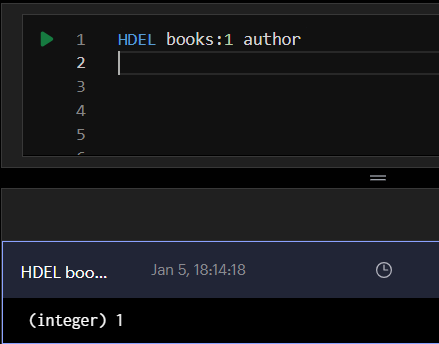 1 HDEL books:1 author
2
3
4
5
HDEL boo... Jan 5, 18:14:18
(integer) 1